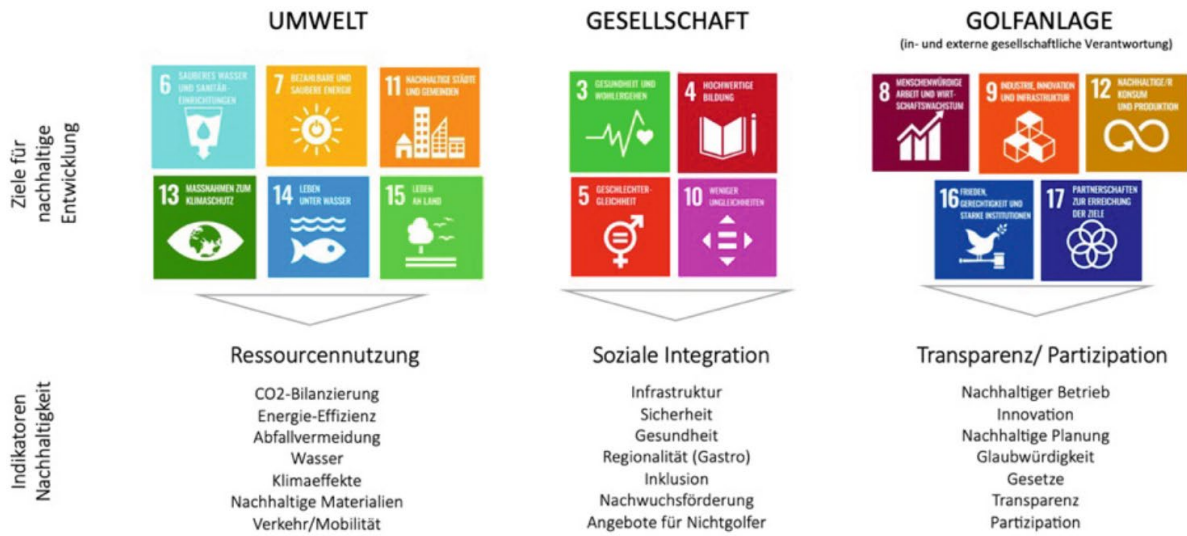 UMWELT
GESELLSCHAFT
GOLFANLAGE
(in- und externe gesellschaftliche Verantwortung)
Ziele für
nachhaltige
Entwicklung
6 SAUBERES WASSER
UND SANITÄR-
EINRICHTUNGEN
7 BEZAHLBARE UND
SAUBERE ENERGIE
11 NACHHALTIGE STÄDTE
UND GEMEINDEN
13 MASSNAHMEN ZUM
KLIMASCHUTZ
14 LEBEN
UNTER WASSER
15 LEBEN
AN LAND
3 GESUNDHEIT UND
WOHLERGEHEN
4 HOCHWERTIGE
BILDUNG
5 GESCHLECHTER-
GLEICHHEIT
10 WENIGER
UNGLEICHHEITEN
8 MENSCHENWÜRDIGE
ARBEIT UND WIRT-
SCHAFTSWACHSTUM
9 INDUSTRIE, INNOVATION
UND INFRASTRUKTUR
12 NACHHALTIGE/R
KONSUM
UND PRODUKTION
16 FRIEDEN,
GERECHTIGKEIT UND
STARKE INSTITUTIONEN
17 PARTNERSCHAFTEN
ZUR ERREICHUNG
DER ZIELE
Indikatoren
Nachhaltigkeit
Ressourcennutzung
CO2-Bilanzierung
Energie-Effizienz
Abfallvermeidung
Wasser
Klimaeffekte
Nachhaltige Materialien
Verkehr/Mobilität
Soziale Integration
Infrastruktur
Sicherheit
Gesundheit
Regionalität (Gastro)
Inklusion
Nachwuchsförderung
Angebote für Nichtgolfer
Transparenz/ Partizipation
Nachhaltiger Betrieb
Innovation
Nachhaltige Planung
Glaubwürdigkeit
Gesetze
Transparenz
Partizipation